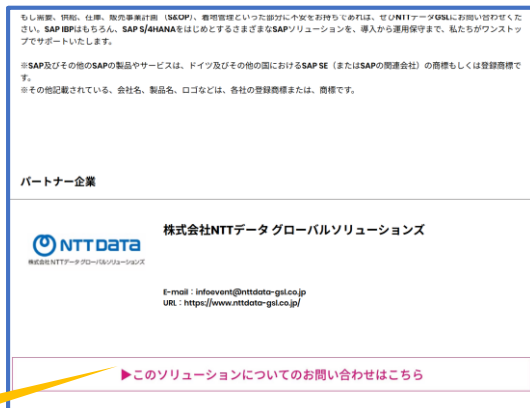 もし需要、供給、在庫、販売事業計画 （S&OP）、着地管理といった部分に不安をお持ちであれば、ぜひNTTデータGSLにお問い合わせくだ
さい。SAP IBPはもちろん、SAP S/4HANAをはじめとするさまざまなSAPソリューションを、導入から運用保守まで、私たちがワンストッ
プでサポートいたします。
※SAP及びその他のSAPの製品やサービスは、ドイツ及びその他の国におけるSAP SE （またはSAPの関連会社）の商標もしくは登録商標で
す。
※その他記載されている、会社名、製品名、ロゴなどは、各社の登録商標または、商標です。
パートナー企業
株式会社NTTデータ グローバルソリューションズ
NTT DATA
株式会社NTTデータ グローバルソリューションズ
E-mail：infoevent@nttdata-gsl.co.jp
URL：https://www.nttdata-gsl.co.jp/
▶このソリューションについてのお問い合わせはこちら